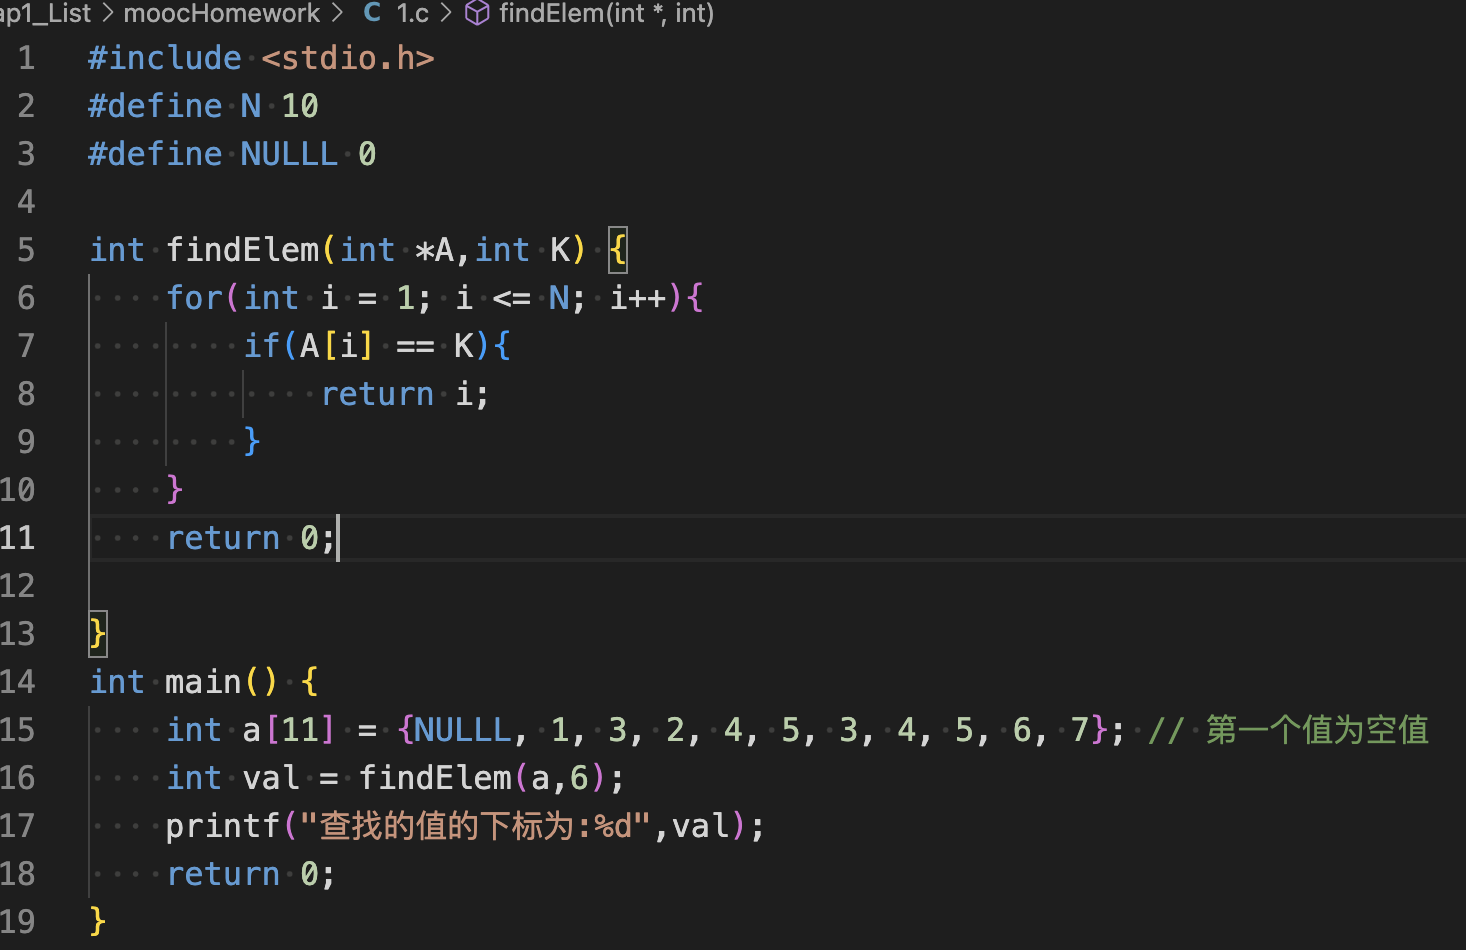 ap1_List > moocHomework > C 1.c > findElem(int *, int)
1 #include <stdio.h>
2 #define N 10
3 #define NULLL 0
4
5 int findElem(int *A,int K) {
6     for(int i = 1; i <= N; i++){
7         if(A[i] == K){
8             return i;
9         }
10     }
11     return 0;
12
13 }
14 int main() {
15     int a[11] = {NULLL, 1, 3, 2, 4, 5, 3, 4, 5, 6, 7}; // 第一个值为空值
16     int val = findElem(a,6);
17     printf("查找的值的下标为:%d",val);
18     return 0;
19 }